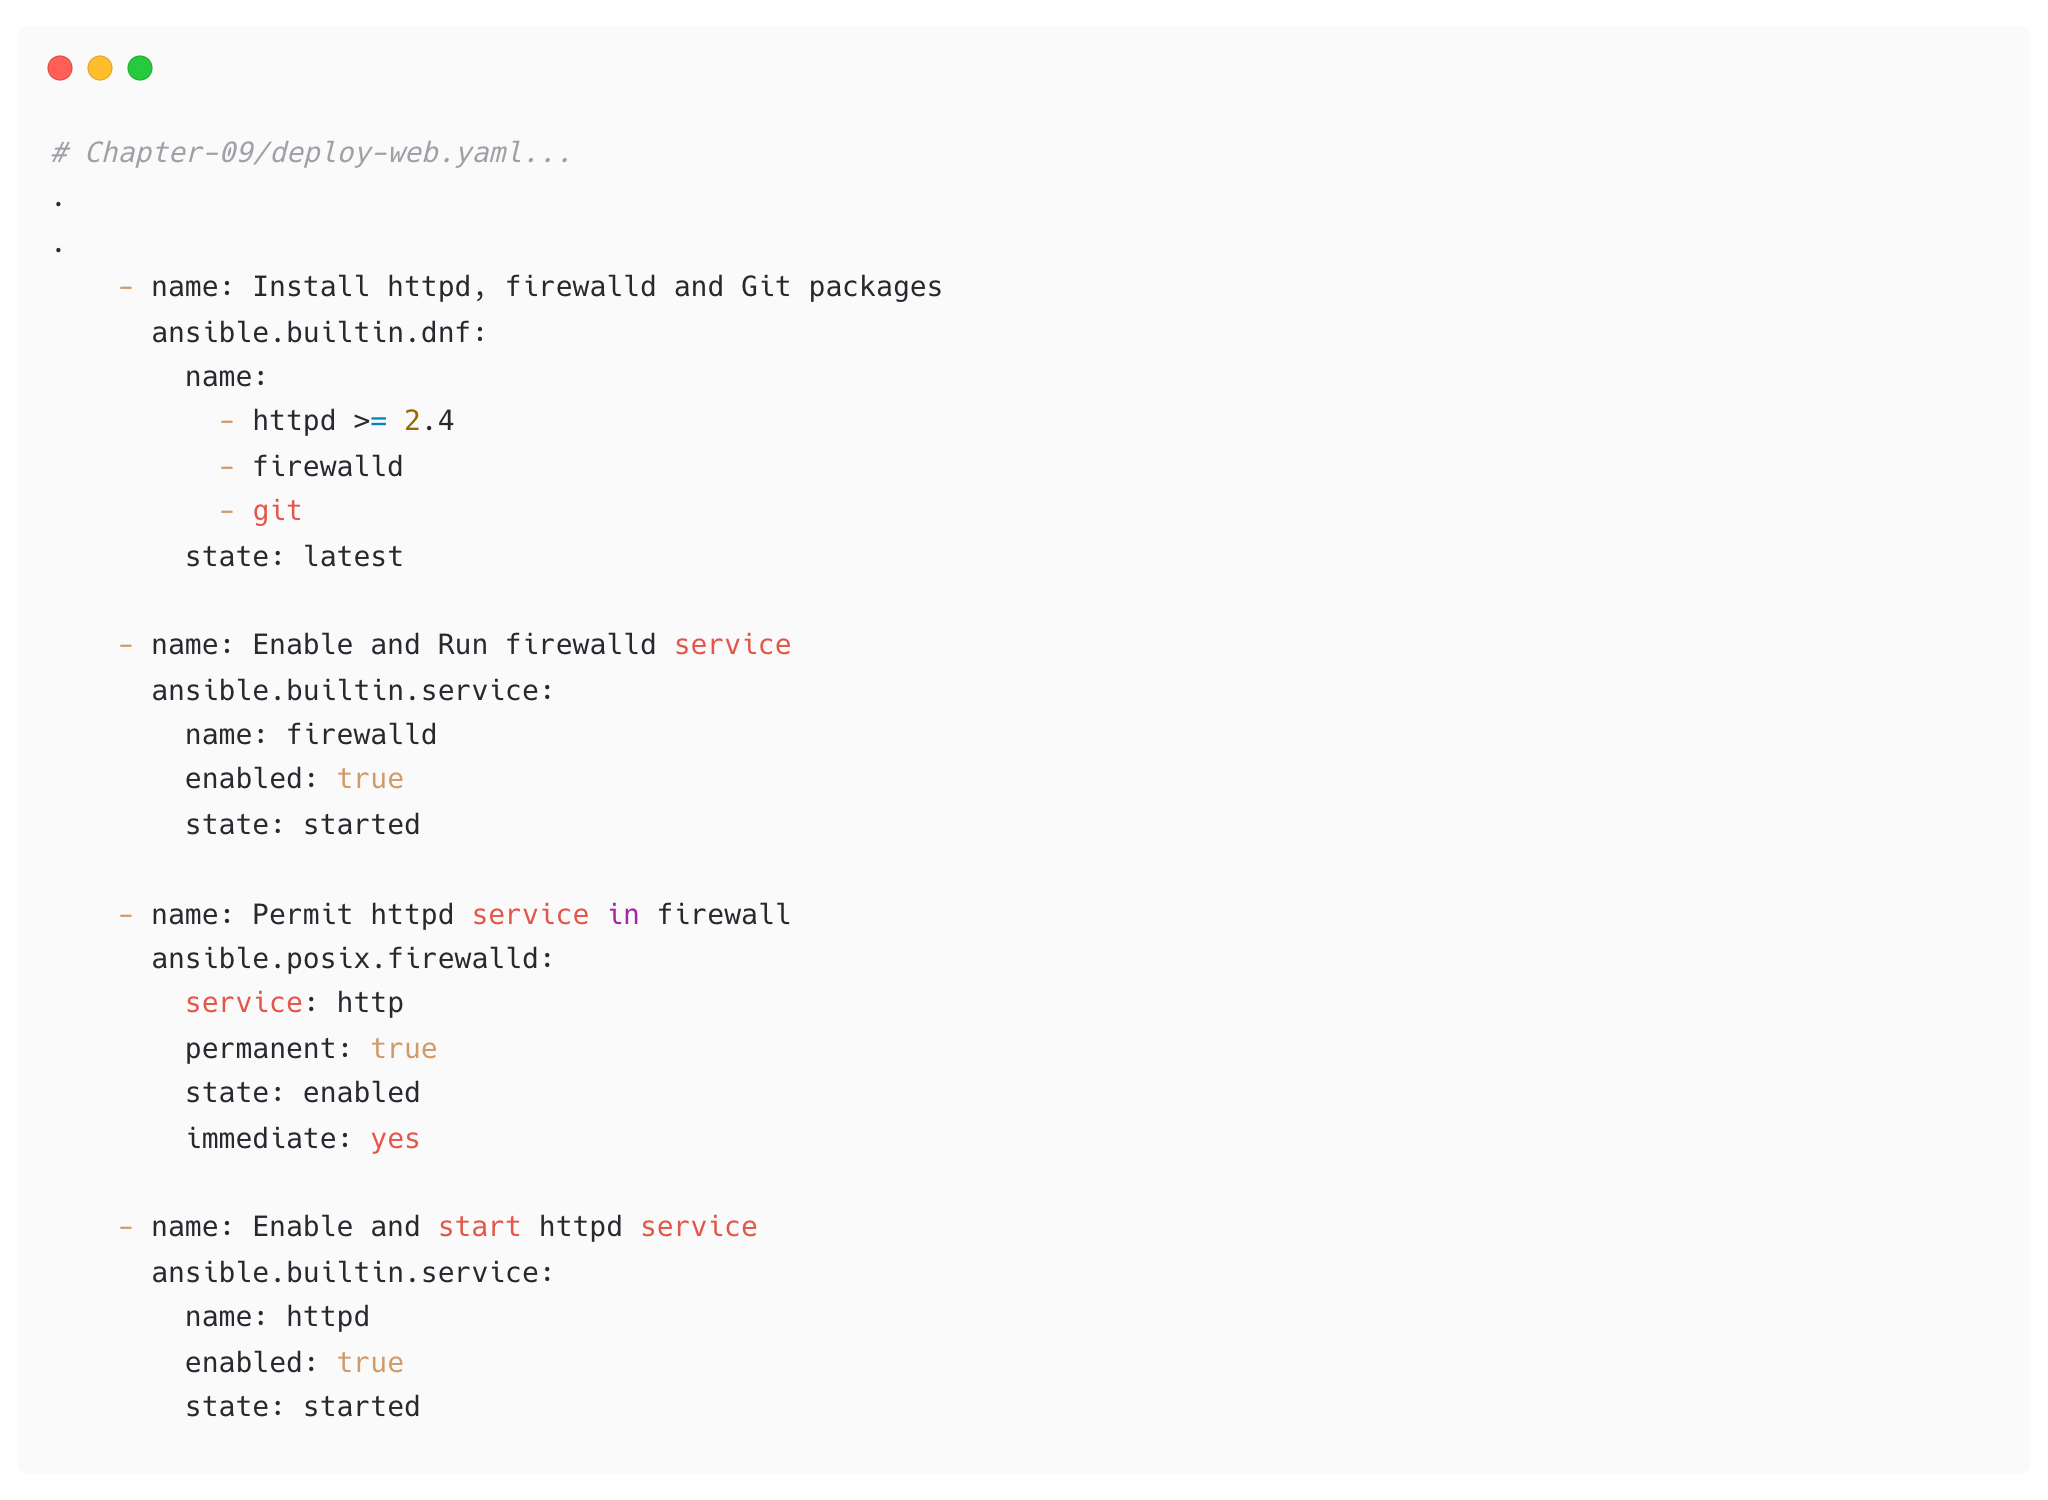 # Chapter-09/deploy-web.yaml...
.
.
    - name: Install httpd, firewalld and Git packages
      ansible.builtin.dnf:
        name:
          - httpd >= 2.4
          - firewalld
          - git
        state: latest

    - name: Enable and Run firewalld service
      ansible.builtin.service:
        name: firewalld
        enabled: true
        state: started

    - name: Permit httpd service in firewall
      ansible.posix.firewalld:
        service: http
        permanent: true
        state: enabled
        immediate: yes

    - name: Enable and start httpd service
      ansible.builtin.service:
        name: httpd
        enabled: true
        state: started